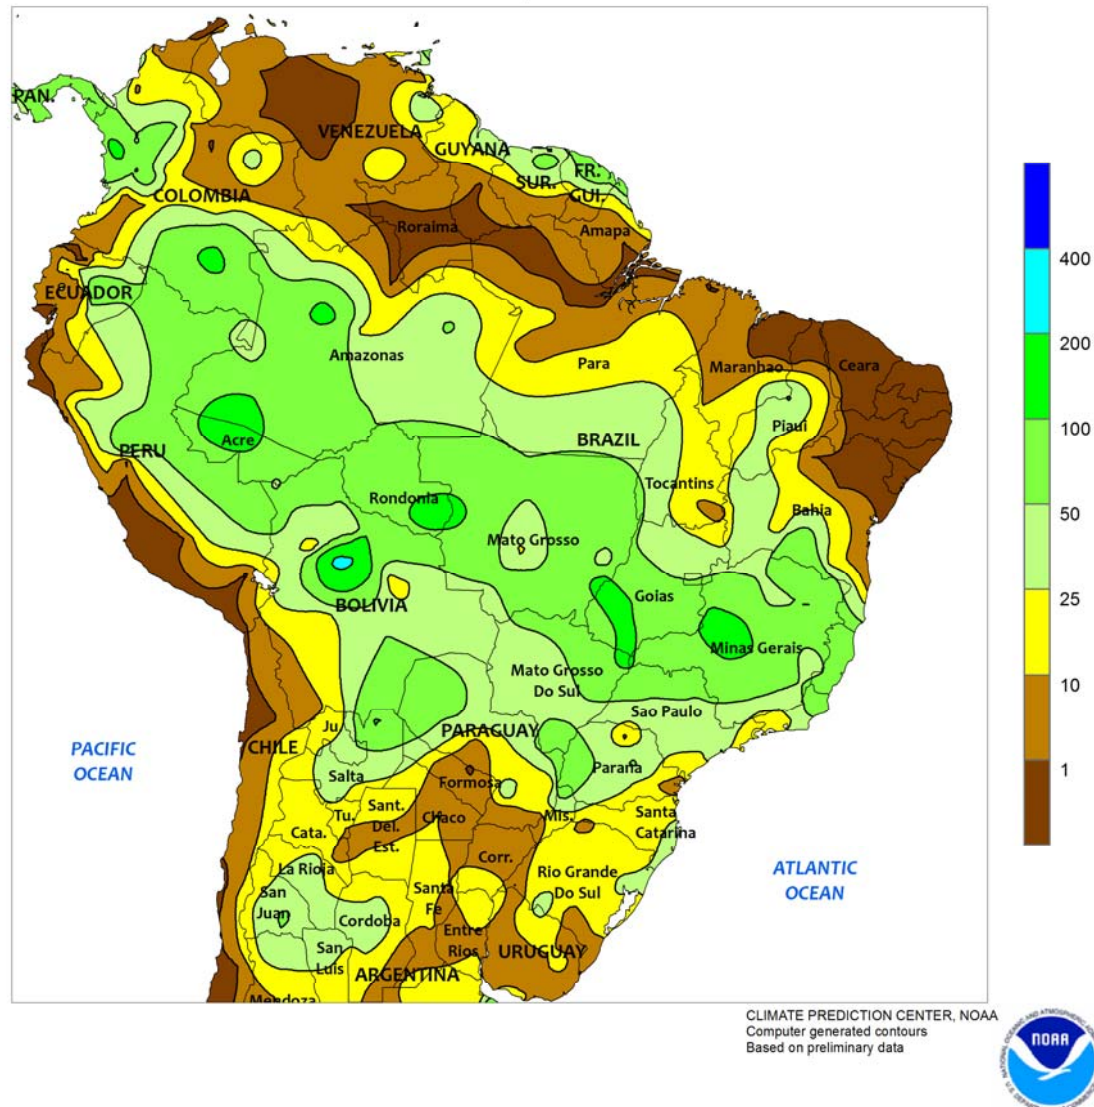 PAN.
VENEZUELA
GUYANA
SUR.
FR.
GUI.
COLOMBIA
Roraima
Amapa
ECUADOR
Amazonas
Para
Maranhao
Ceara
PERU
Acre
BRAZIL
Piaui
Rondonia
Tocantins
Mato Grosso
Bahia
BOLIVIA
Goias
Minas Gerais
Mato Grosso
Do Sul
Sao Paulo
PARAGUAY
Ju.
CHILE
Salta
Formosa
Parana
Tu.
Sant.
Del.
Est.
Chaco
Mis.
Santa
Catarina
Cata.
Corr.
La Rioja
Rio Grande
Do Sul
San
Juan
Cordoba
Santa
Fe
San
Luis
Entre
Rios
URUGUAY
ARGENTINA
Mendoza
PACIFIC
OCEAN
ATLANTIC
OCEAN
400
200
100
50
25
10
1
CLIMATE PREDICTION CENTER, NOAA
Computer generated contours
Based on preliminary data
NOAA